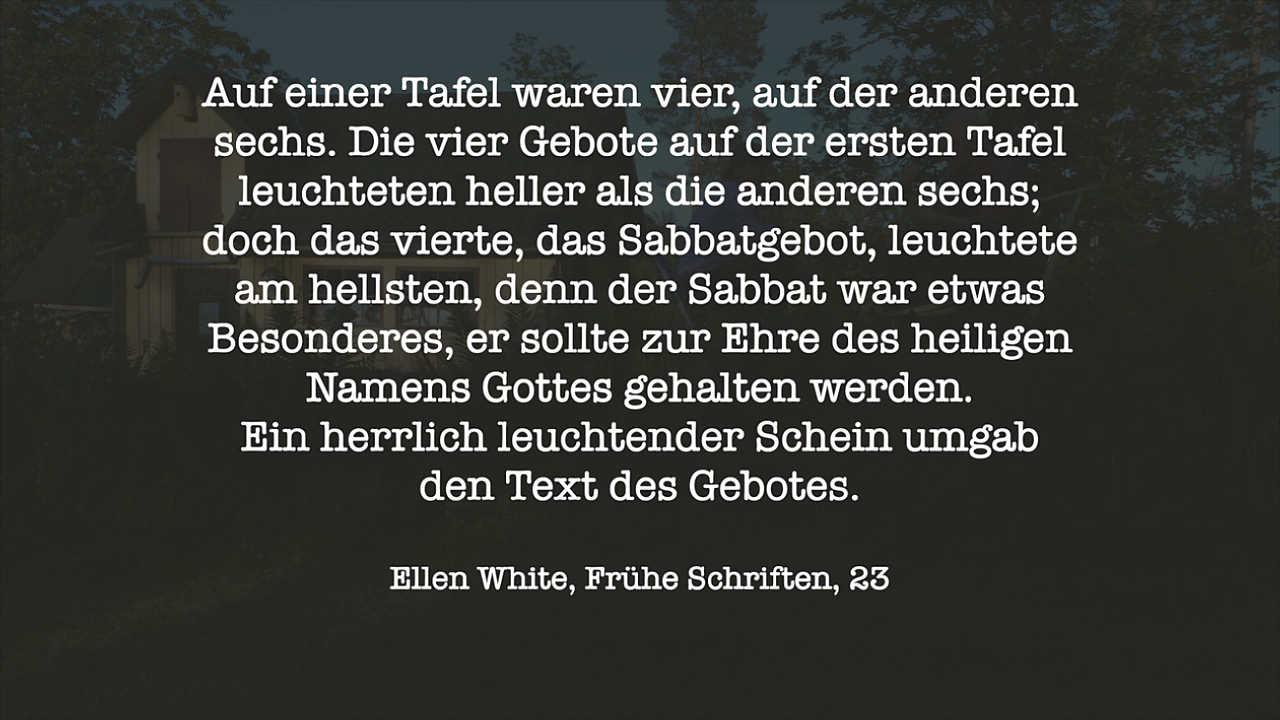 Auf einer Tafel waren vier, auf der anderen
sechs. Die vier Gebote auf der ersten Tafel
leuchteten heller als die anderen sechs;
doch das vierte, das Sabbatgebot, leuchtete
am hellsten, denn der Sabbat war etwas
Besonderes, er sollte zur Ehre des heiligen
Namens Gottes gehalten werden.
Ein herrlich leuchtender Schein umgab
den Text des Gebotes.
Ellen White, Frühe Schriften, 23